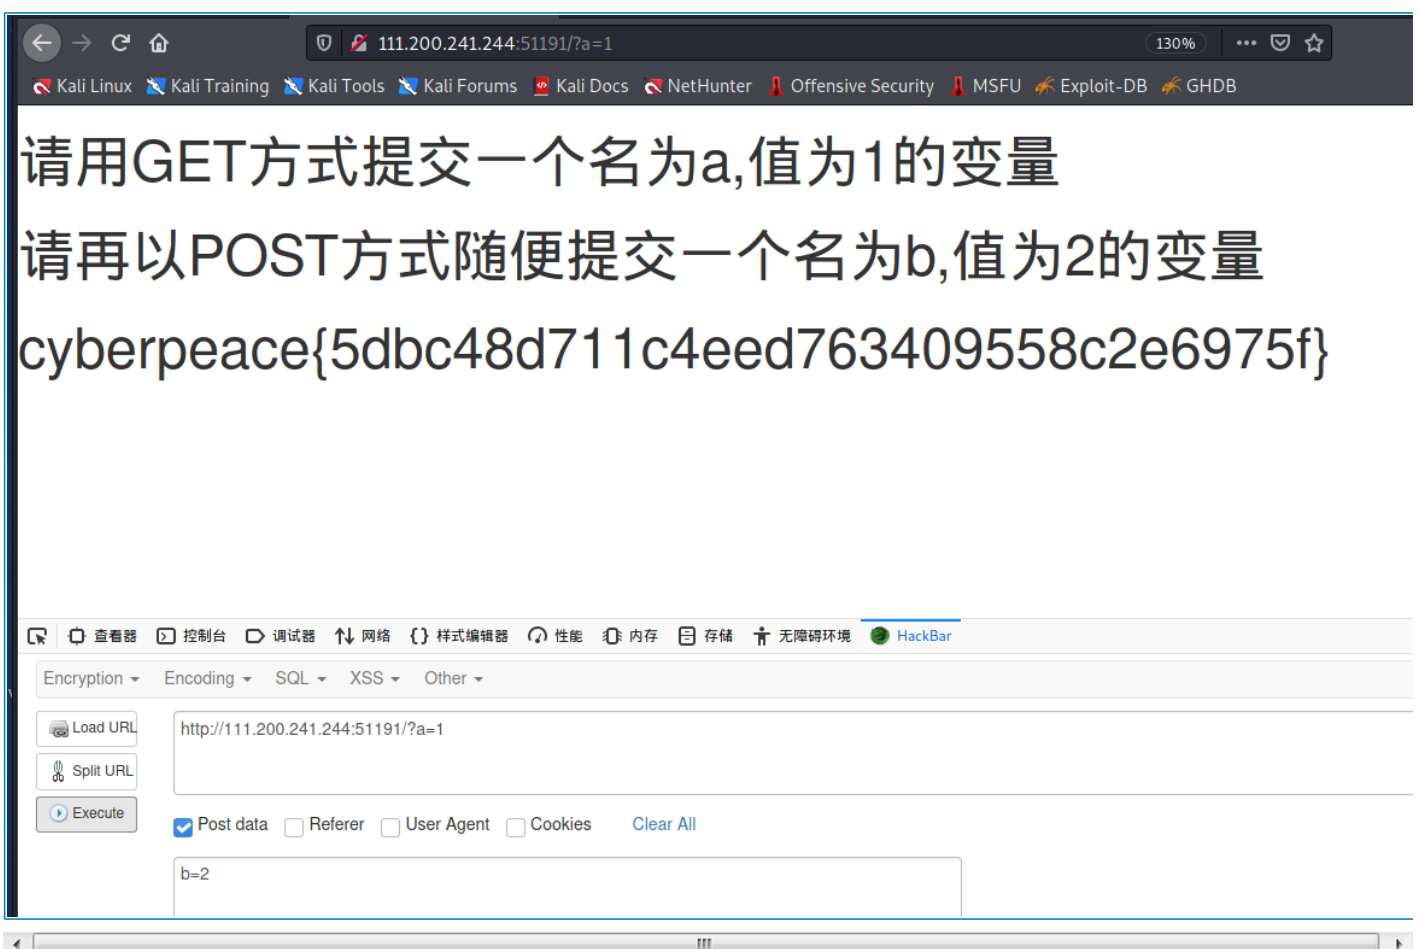 111.200.241.244:51191/?a=1 130%
Kali Linux Kali Training Kali Tools Kali Forums Kali Docs NetHunter Offensive Security MSFU Exploit-DB GHDB
请用GET方式提交一个名为a,值为1的变量
请再以POST方式随便提交一个名为b,值为2的变量
cyberpeace{5dbc48d711c4eed763409558c2e6975f}
查看器 控制台 调试器 网络 样式编辑器 性能 内存 存储 无障碍环境 HackBar
Encryption Encoding SQL XSS Other
Load URL http://111.200.241.244:51191/?a=1
Split URL
Execute
Post data Referer User Agent Cookies Clear All
b=2